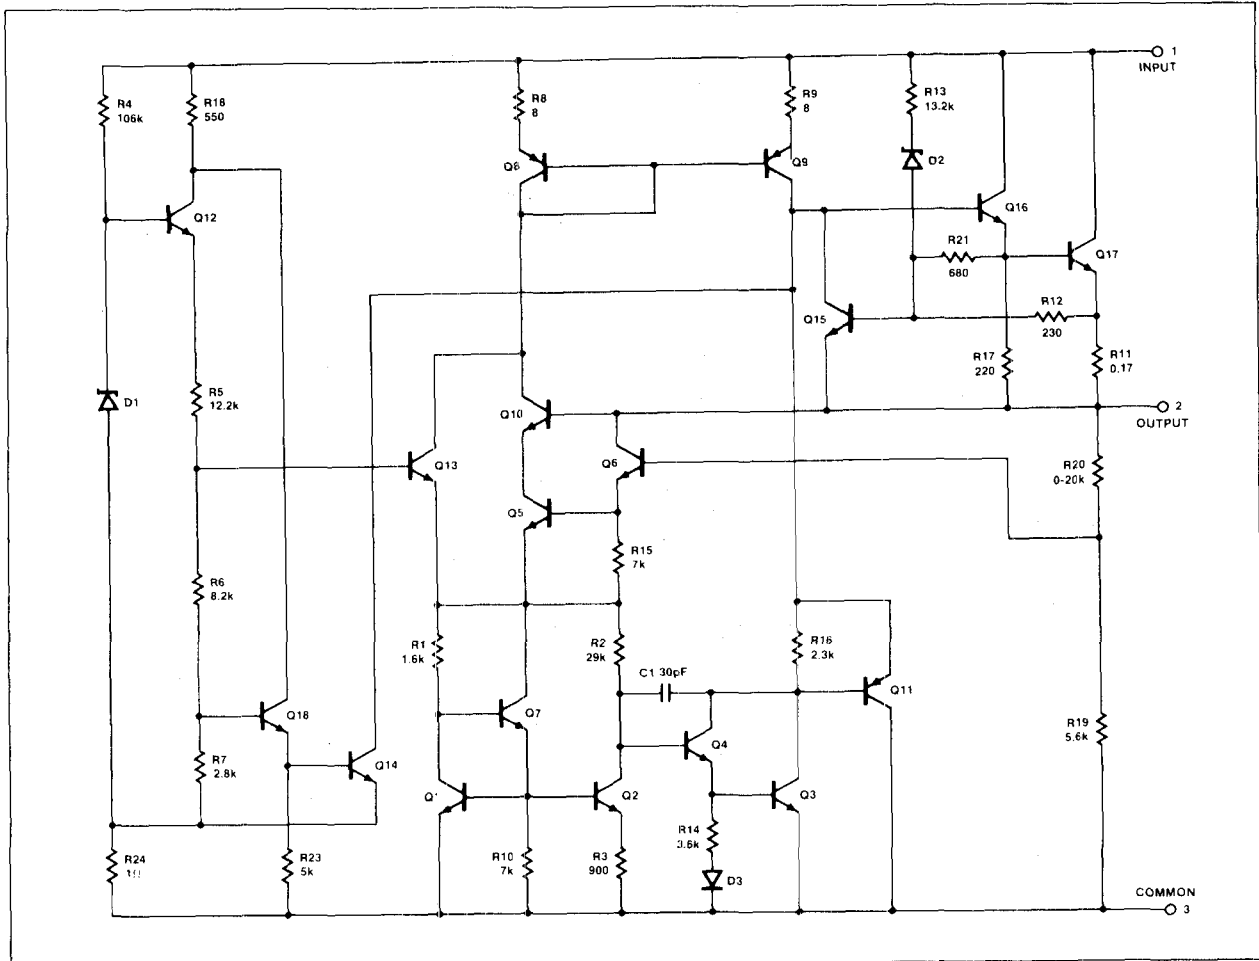 1
INPUT
R4
106k
R18
550
R8
8
R9
8
R13
13.2k
Q6
Q9
D2
Q12
Q16
R21
680
Q17
R12
230
Q15
R17
220
R11
0.17
D1
R5
12.2k
Q10
2
OUTPUT
Q13
Q6
R20
0-20k
Q5
R15
7k
R6
8.2k
R1
1.6k
R2
29k
R16
2.3k
C1 30pF
Q11
Q18
Q7
R19
5.6k
R7
2.8k
Q14
Q4
Q1
Q2
Q3
R24
R23
5k
R10
7k
R3
900
R14
D3
COMMON
3